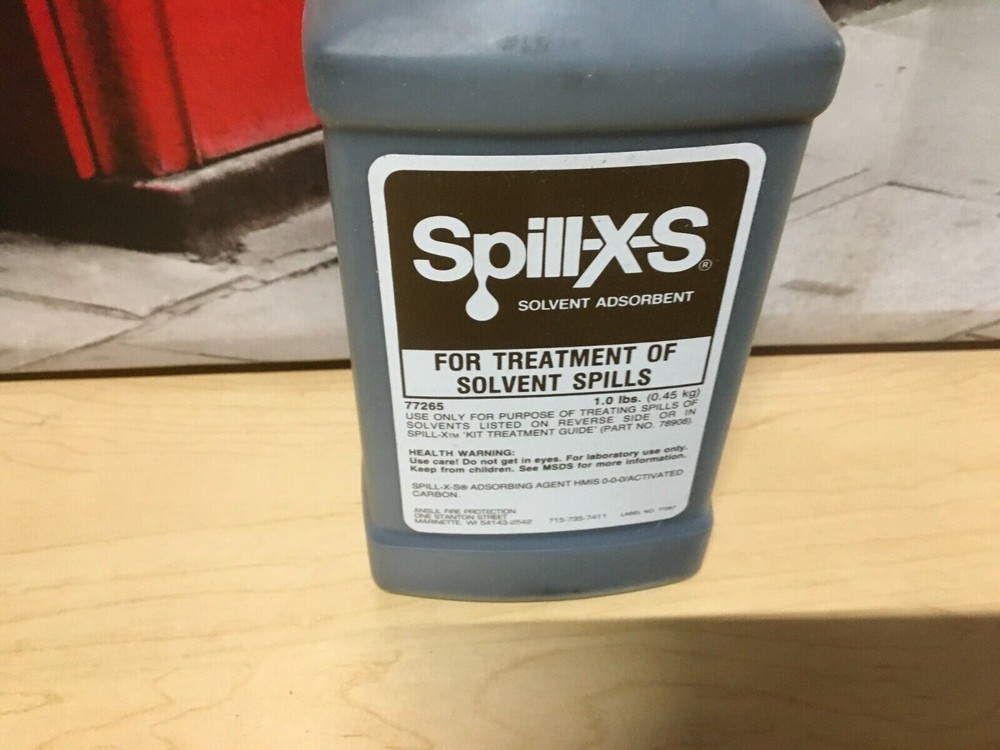 Spill-X-S®
SOLVENT ADSORBENT
FOR TREATMENT OF
SOLVENT SPILLS
77265 1.0 lbs. (0.45 kg)
USE ONLY FOR PURPOSE OF TREATING SPILLS OF
SOLVENTS LISTED ON REVERSE SIDE OR IN
SPILL-X™ 'KIT TREATMENT GUIDE' (PART NO. 78908).
HEALTH WARNING:
Use care! Do not get in eyes. For laboratory use only.
Keep from children. See MSDS for more information.
SPILL-X-S® ADSORBING AGENT HMIS 0-0-0/ACTIVATED
CARBON.
ANSUL FIRE PROTECTION
ONE STANTON STREET
MARINETTE, WI 54143-2542 715-735-7411 LABEL NO.